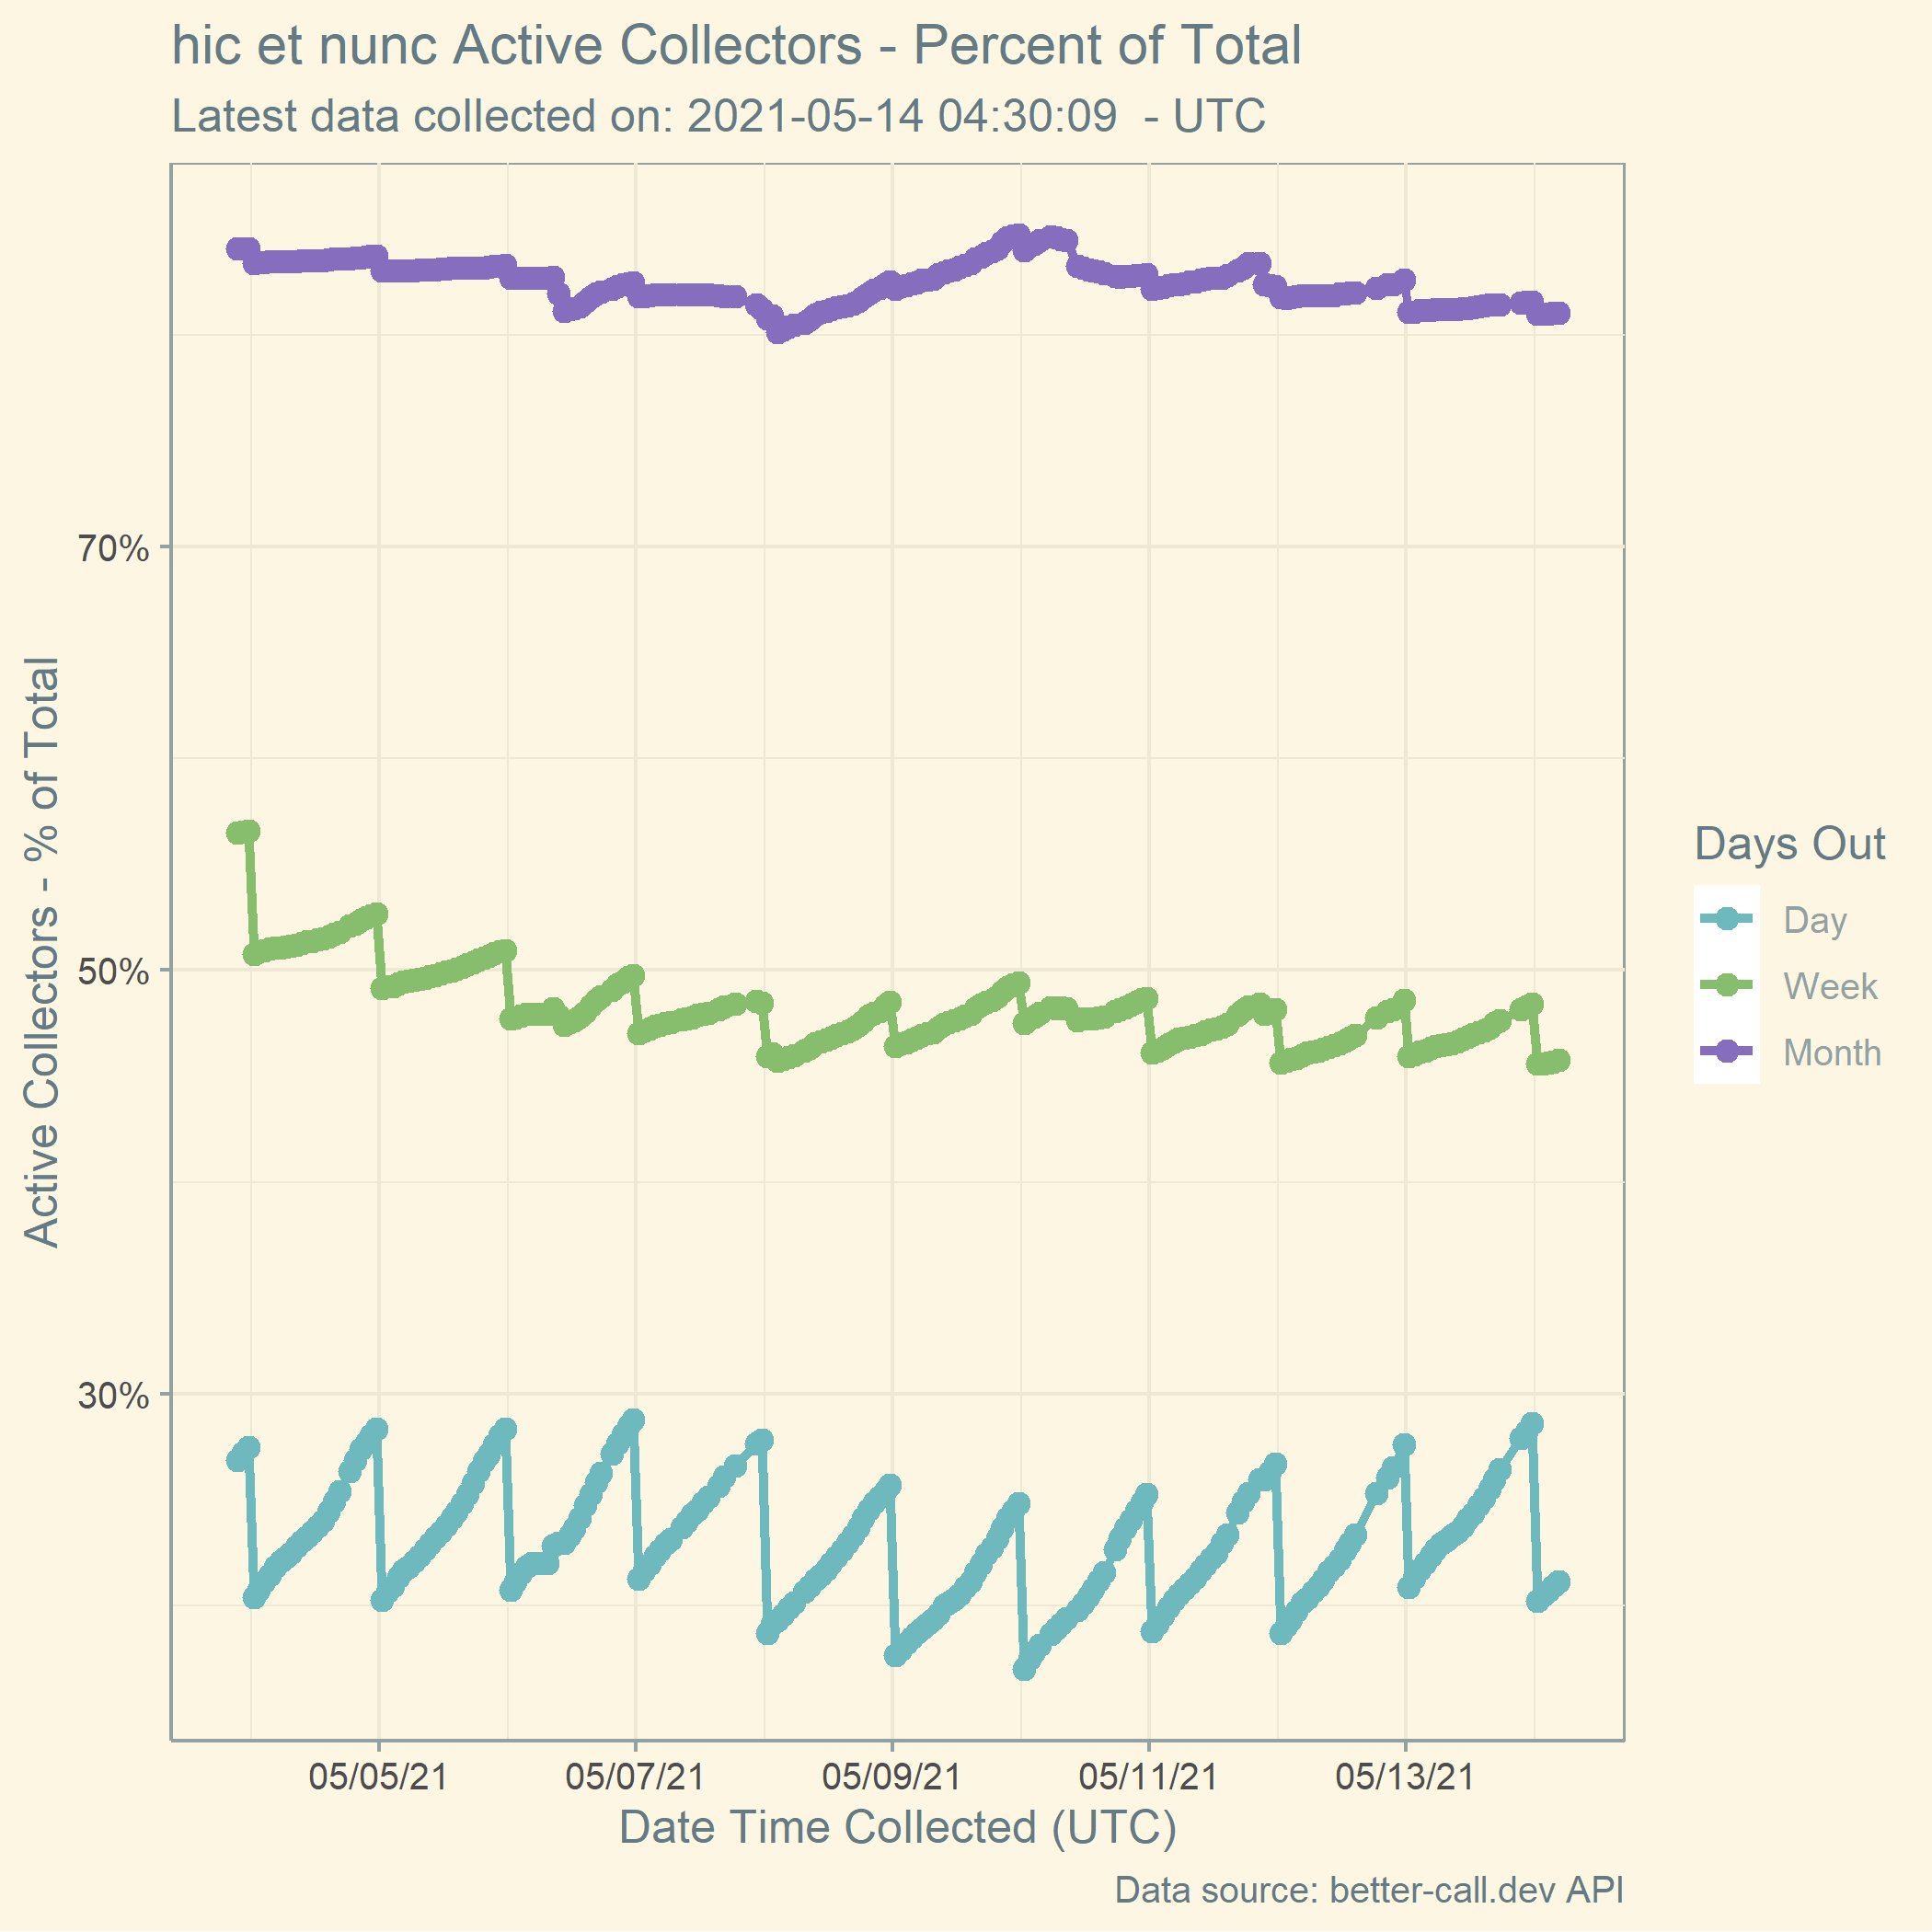 hic et nunc Active Collectors - Percent of Total
Latest data collected on: 2021-05-14 04:30:09  - UTC
Active Collectors - % of Total
70%
50%
30%
05/05/21
05/07/21
05/09/21
05/11/21
05/13/21
Date Time Collected (UTC)
Days Out
Day
Week
Month
Data source: better-call.dev API